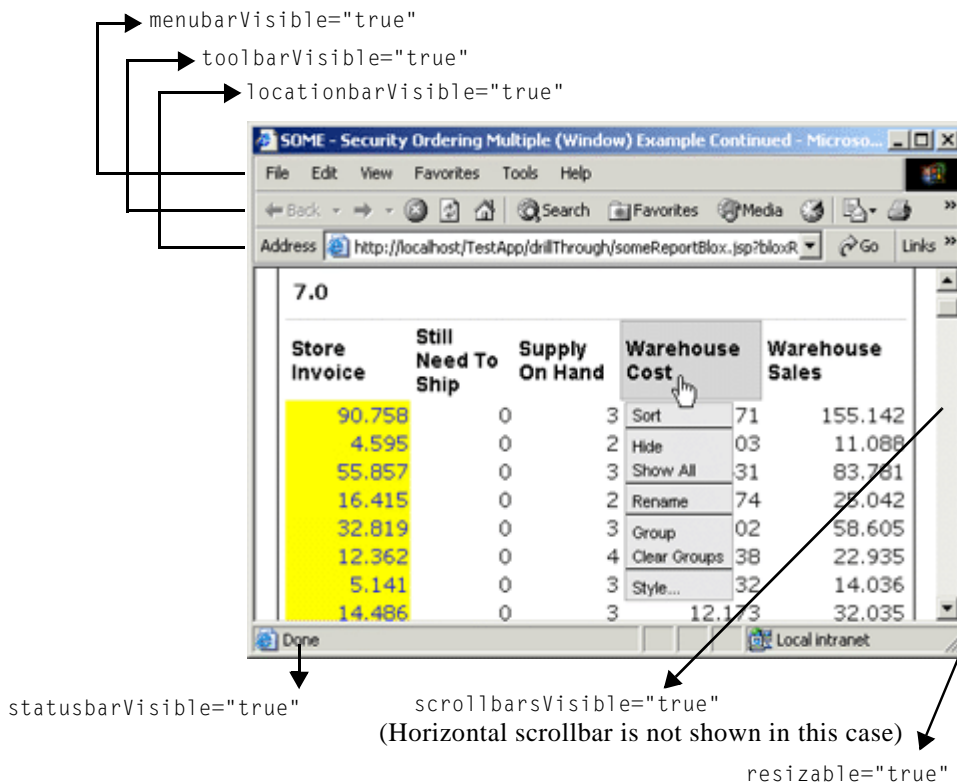 menubarVisible="true"
toolbarVisible="true"
locationbarVisible="true"
SOME - Security Ordering Multiple (Window) Example Continued - Microso...
File Edit View Favorites Tools Help
Back Search Favorites Media »
Address http://localhost/TestApp/drillThrough/someReportBlox.jsp?bloxR Go Links »
7.0
Store Invoice Still Need To Ship Supply On Hand Warehouse Cost Warehouse Sales
90.758 0 3 Sort 71 155.142
4.595 0 2 Hide 03 11.088
55.857 0 3 Show All 31 83.781
16.415 0 2 Rename 74 25.042
32.819 0 3 Group 02 58.605
12.362 0 4 Clear Groups 38 22.935
5.141 0 3 Style... 32 14.036
14.486 0 3 12.173 32.035
Done Local intranet
statusbarVisible="true"
scrollbarsVisible="true"
(Horizontal scrollbar is not shown in this case)
resizable="true"